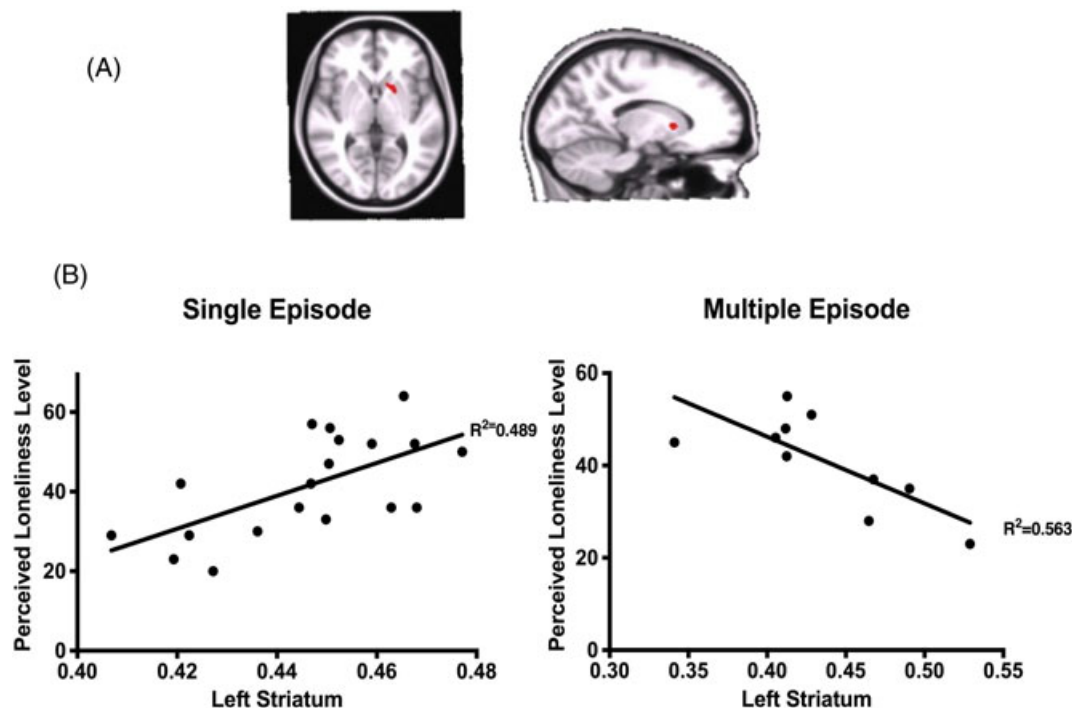 (A)
(B)
Single Episode
Perceived Loneliness Level
60
40
20
0
R²=0.489
0.40
0.42
0.44
0.46
0.48
Left Striatum
Multiple Episode
Perceived Loneliness Level
60
40
20
0
R²=0.563
0.30
0.35
0.40
0.45
0.50
0.55
Left Striatum